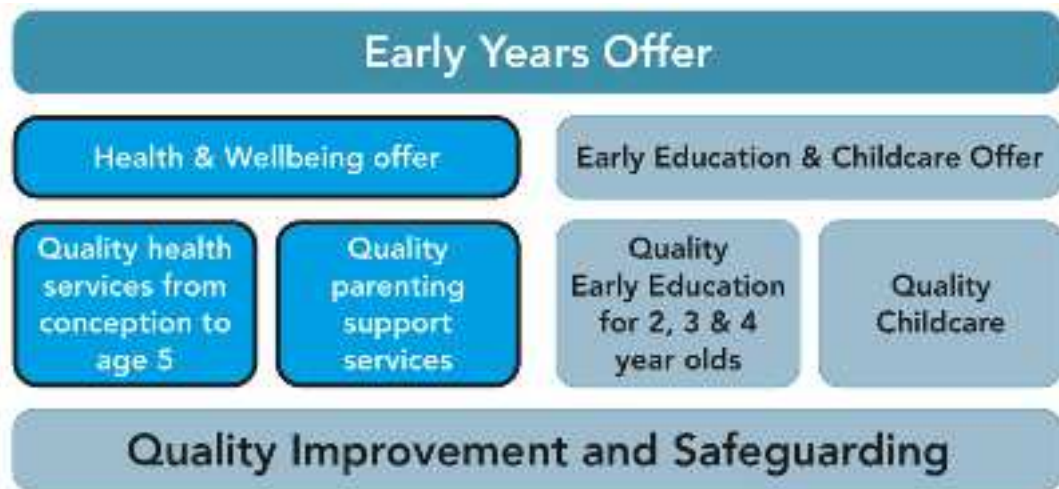 Early Years Offer
Health & Wellbeing offer
Early Education & Childcare Offer
Quality health
services from
conception to
age 5
Quality
parenting
support
services
Quality
Early Education
for 2, 3 & 4
year olds
Quality
Childcare
Quality Improvement and Safeguarding